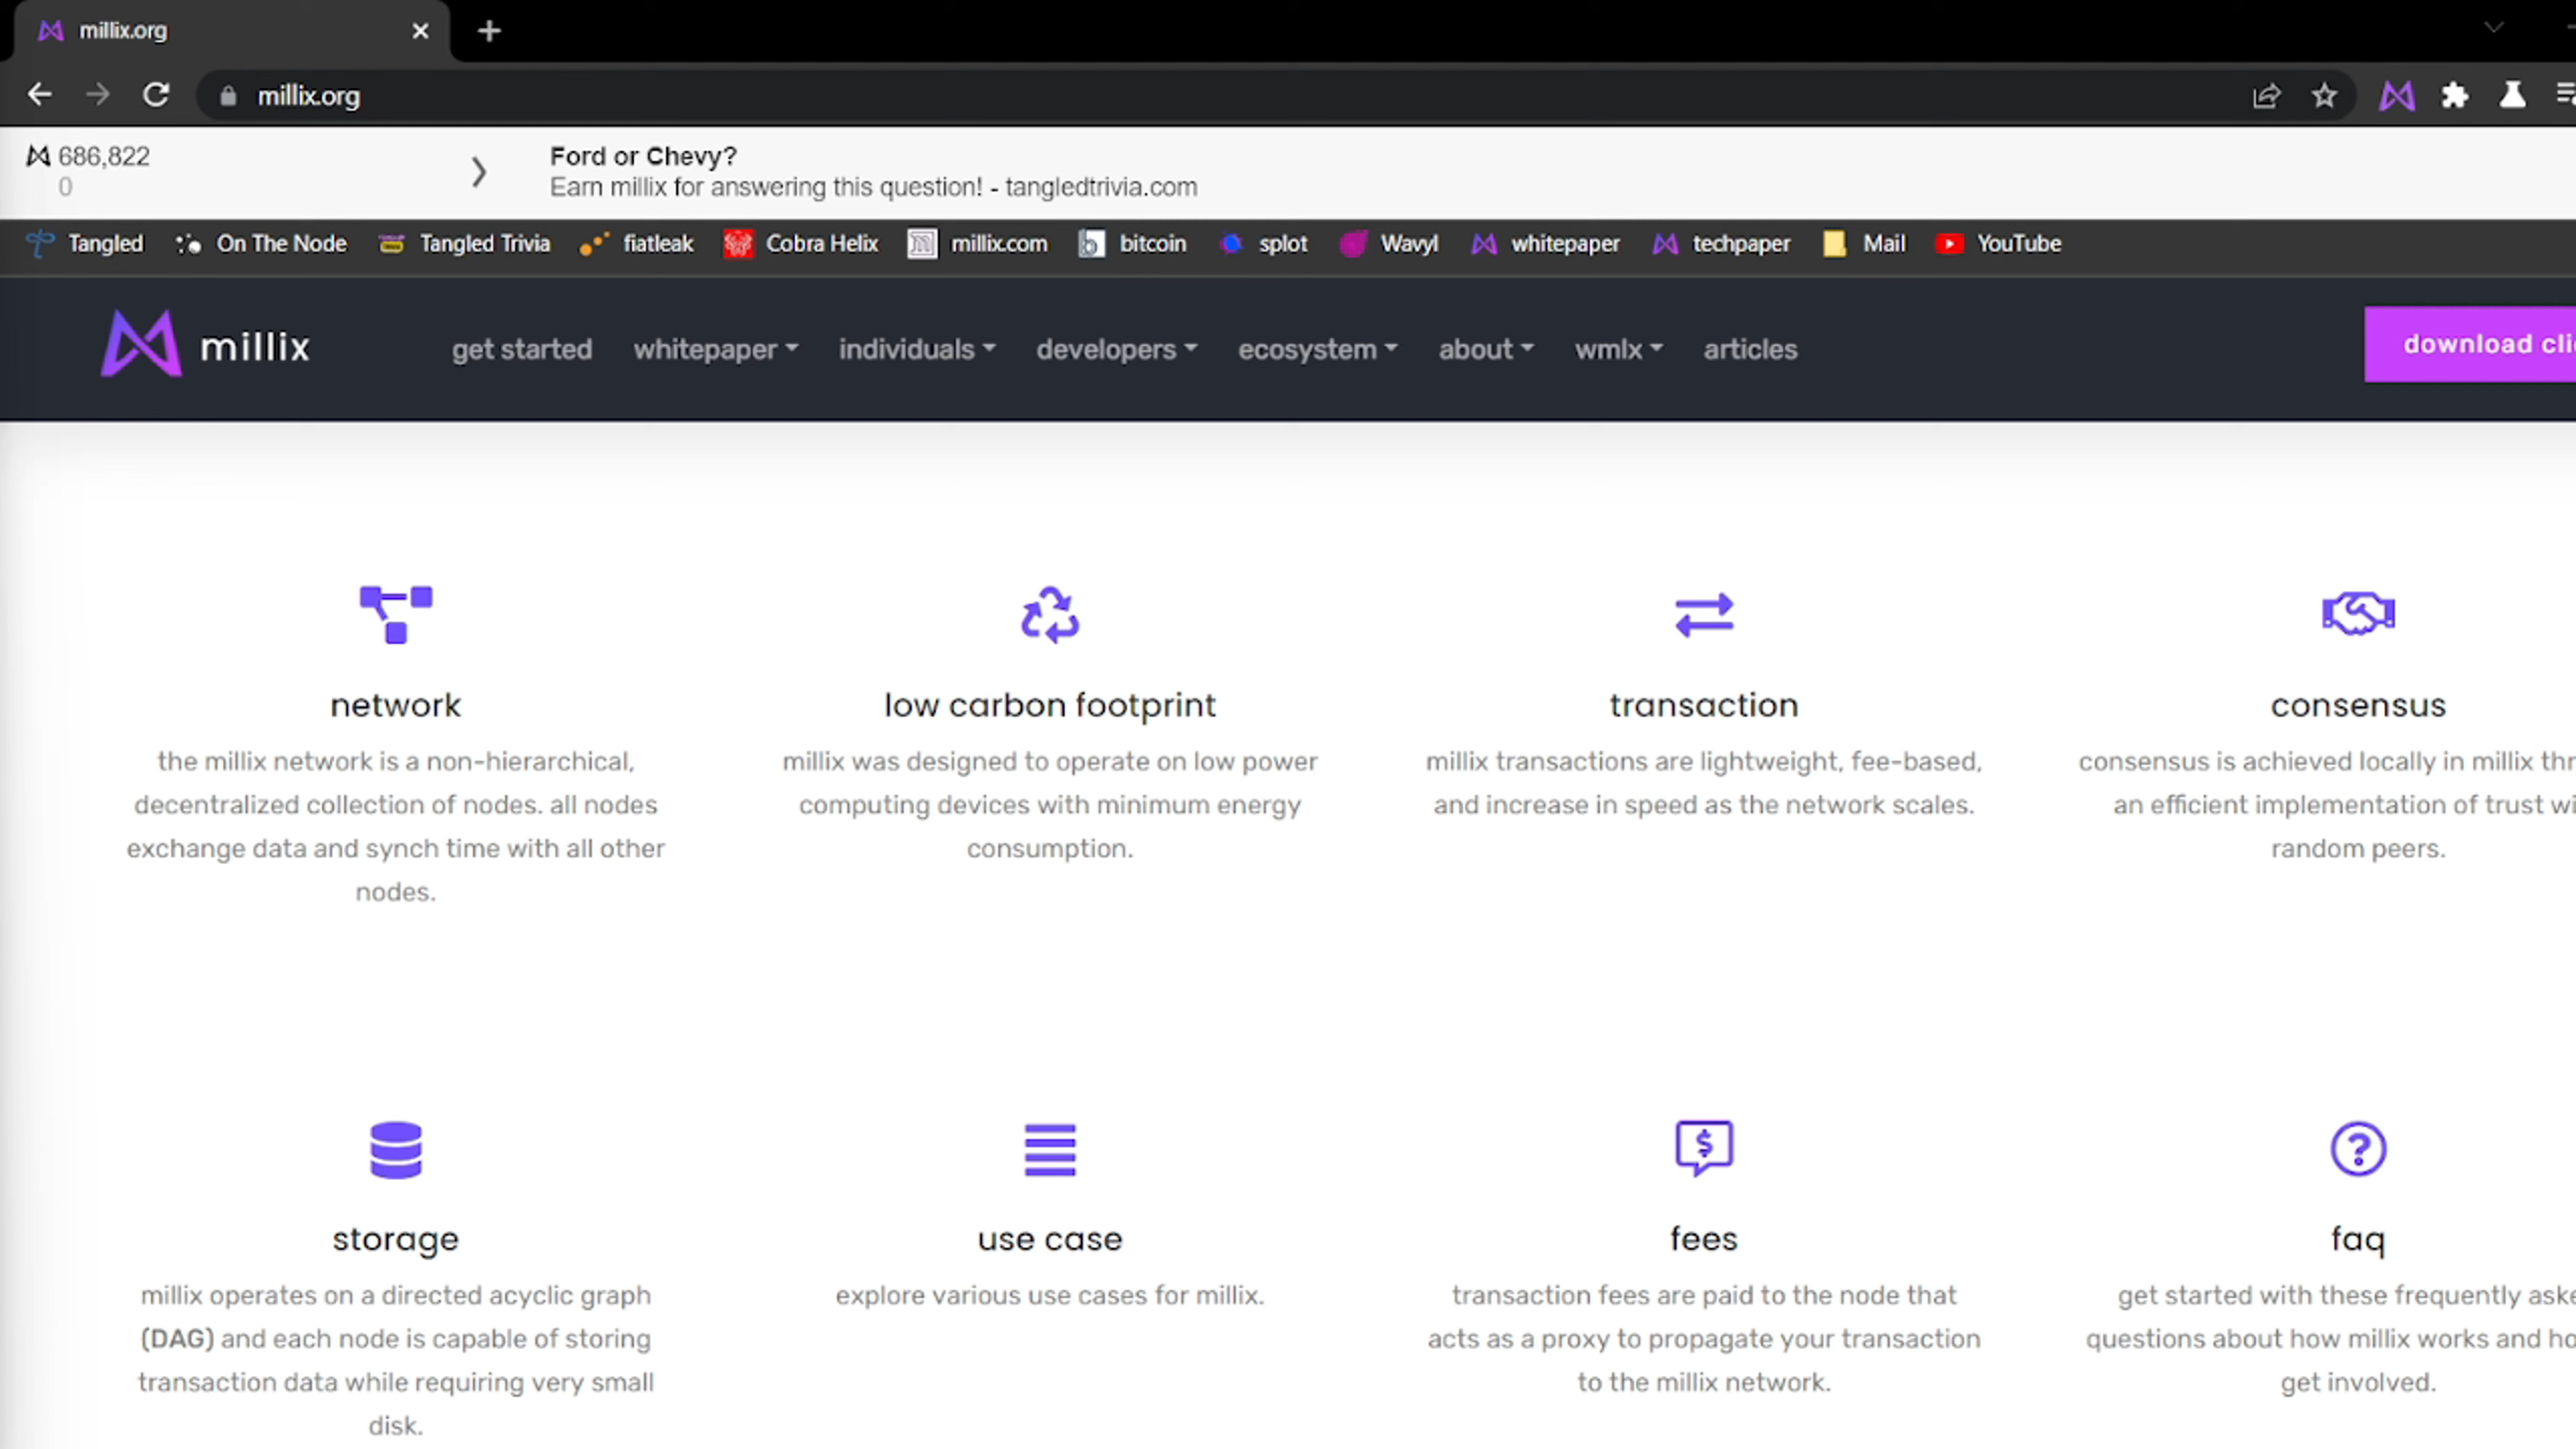 millix.org
millix.org
686,822
0
Ford or Chevy?
Earn millix for answering this question! - tangledtrivia.com
Tangled On The Node Tangled Trivia fiatleak Cobra Helix millix.com bitcoin splot Wavyl whitepaper techpaper Mail YouTube
millix get started whitepaper individuals developers ecosystem about wmlx articles download cli
network
the millix network is a non-hierarchical,
decentralized collection of nodes. all nodes
exchange data and synch time with all other
nodes.
low carbon footprint
millix was designed to operate on low power
computing devices with minimum energy
consumption.
transaction
millix transactions are lightweight, fee-based,
and increase in speed as the network scales.
consensus
consensus is achieved locally in millix thr
an efficient implementation of trust wi
random peers.
storage
millix operates on a directed acyclic graph
(DAG) and each node is capable of storing
transaction data while requiring very small
disk.
use case
explore various use cases for millix.
fees
transaction fees are paid to the node that
acts as a proxy to propagate your transaction
to the millix network.
faq
get started with these frequently aske
questions about how millix works and ho
get involved.